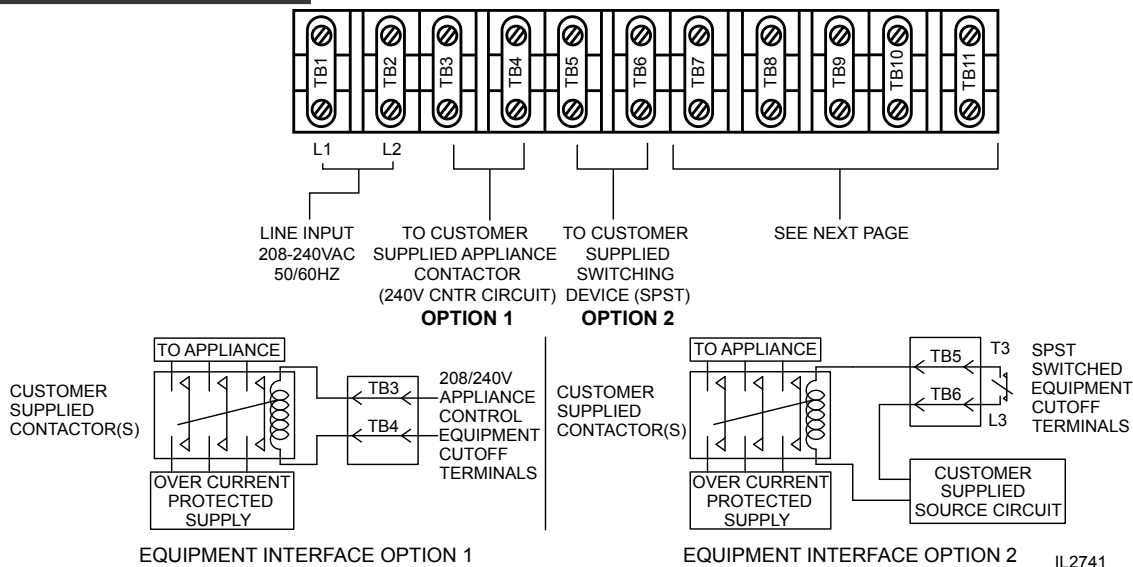 TB1 TB2 TB3 TB4 TB5 TB6 TB7 TB8 TB9 TB10 TB11
L1 L2
LINE INPUT
208-240VAC
50/60HZ
TO CUSTOMER
SUPPLIED APPLIANCE
CONTACTOR
(240V CNTR CIRCUIT)
OPTION 1
TO CUSTOMER
SUPPLIED
SWITCHING
DEVICE (SPST)
OPTION 2
SEE NEXT PAGE
TO APPLIANCE
CUSTOMER
SUPPLIED
CONTACTOR(S)
OVER CURRENT
PROTECTED
SUPPLY
TB3
TB4
208/240V
APPLIANCE
CONTROL
EQUIPMENT
CUTOFF
TERMINALS
EQUIPMENT INTERFACE OPTION 1
TO APPLIANCE
CUSTOMER
SUPPLIED
CONTACTOR(S)
OVER CURRENT
PROTECTED
SUPPLY
TB5
TB6
T3
L3
SPST
SWITCHED
EQUIPMENT
CUTOFF
TERMINALS
CUSTOMER
SUPPLIED
SOURCE CIRCUIT
EQUIPMENT INTERFACE OPTION 2
IL2741